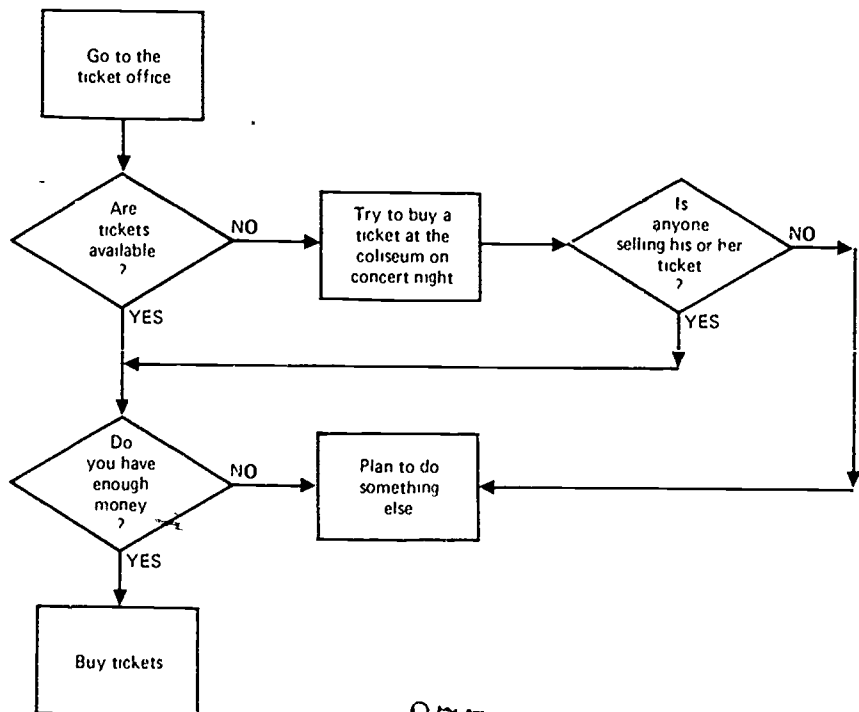 Go to the
ticket office
Are
tickets
available
?
NO
YES
Try to buy a
ticket at the
coliseum on
concert night
Is
anyone
selling his or her
ticket
?
NO
YES
Do
you have
enough
money
?
NO
YES
Plan to do
something
else
Buy tickets